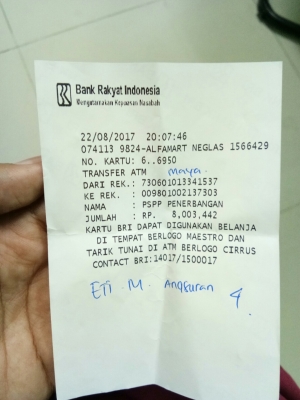 Bank Rakyat Indonesia
Mengutamakan Kepuasan Nasabah
22/08/2017 20:07:46
074113 9824-ALFAMART NEGLAS 1566429
NO. KARTU: 6..6950
TRANSFER ATM maya.
DARI REK.: 730601013341537
KE REK. : 009801002137303
NAMA : PSPP PENERBANGAN
JUMLAH : RP. 8,003,442
KARTU BRI DAPAT DIGUNAKAN BELANJA
DI TEMPAT BERLOGO MAESTRO DAN
TARIK TUNAI DI ATM BERLOGO CIRRUS
CONTACT BRI:14017/1500017
ETI. M. Angsuran 4